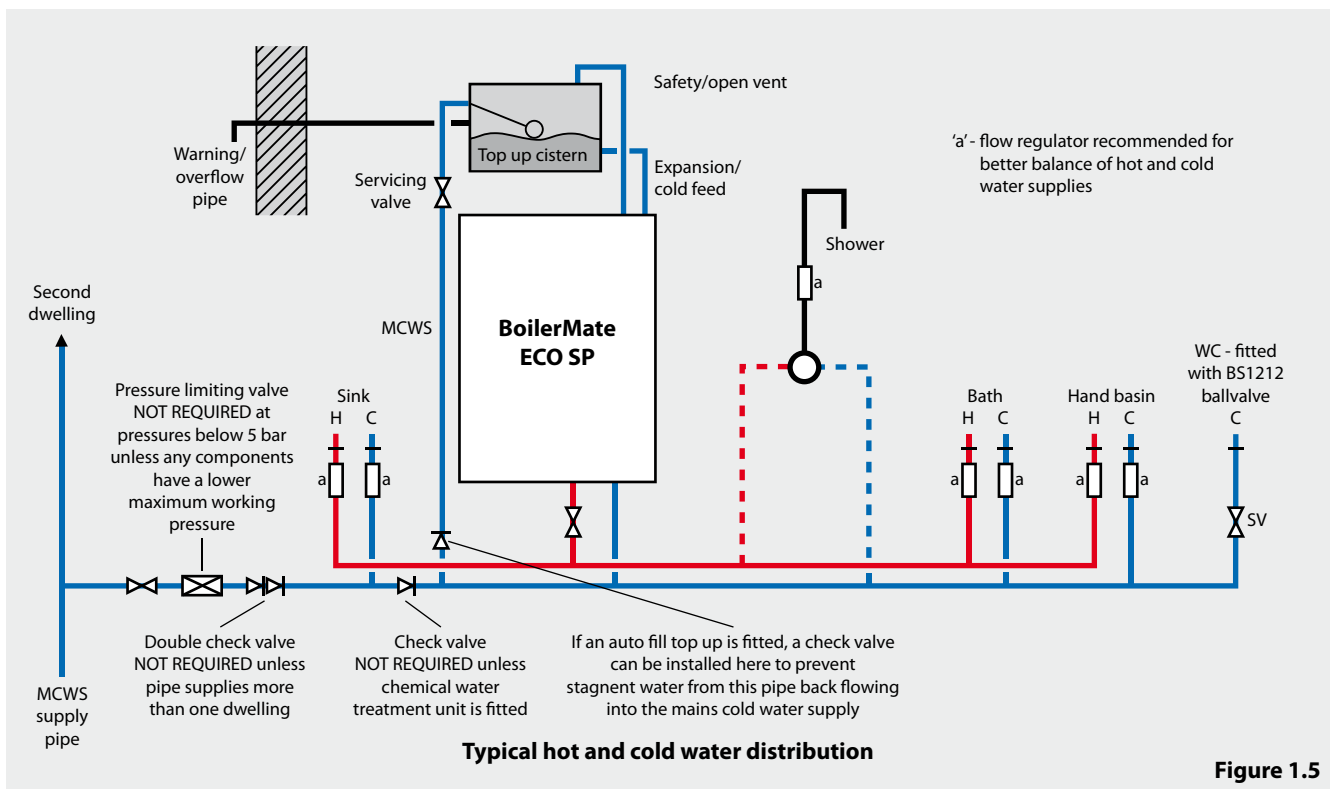 Safety/open vent
'a' - flow regulator recommended for
better balance of hot and cold
water supplies
Warning/
overflow
pipe
Top up cistern
Servicing
valve
Expansion/
cold feed
Shower
a
Second
dwelling
MCWS
BoilerMate
ECO SP
WC - fitted
with BS1212
ballvalve
C
Pressure limiting valve
NOT REQUIRED at
pressures below 5 bar
unless any components
have a lower
maximum working
pressure
Sink
H C
a a
Bath
H C
a a
Hand basin
H C
a a
SV
Double check valve
NOT REQUIRED unless
pipe supplies more
than one dwelling
Check valve
NOT REQUIRED unless
chemical water
treatment unit is fitted
If an auto fill top up is fitted, a check valve
can be installed here to prevent
stagnent water from this pipe back flowing
into the mains cold water supply
MCWS
supply
pipe
Typical hot and cold water distribution
Figure 1.5